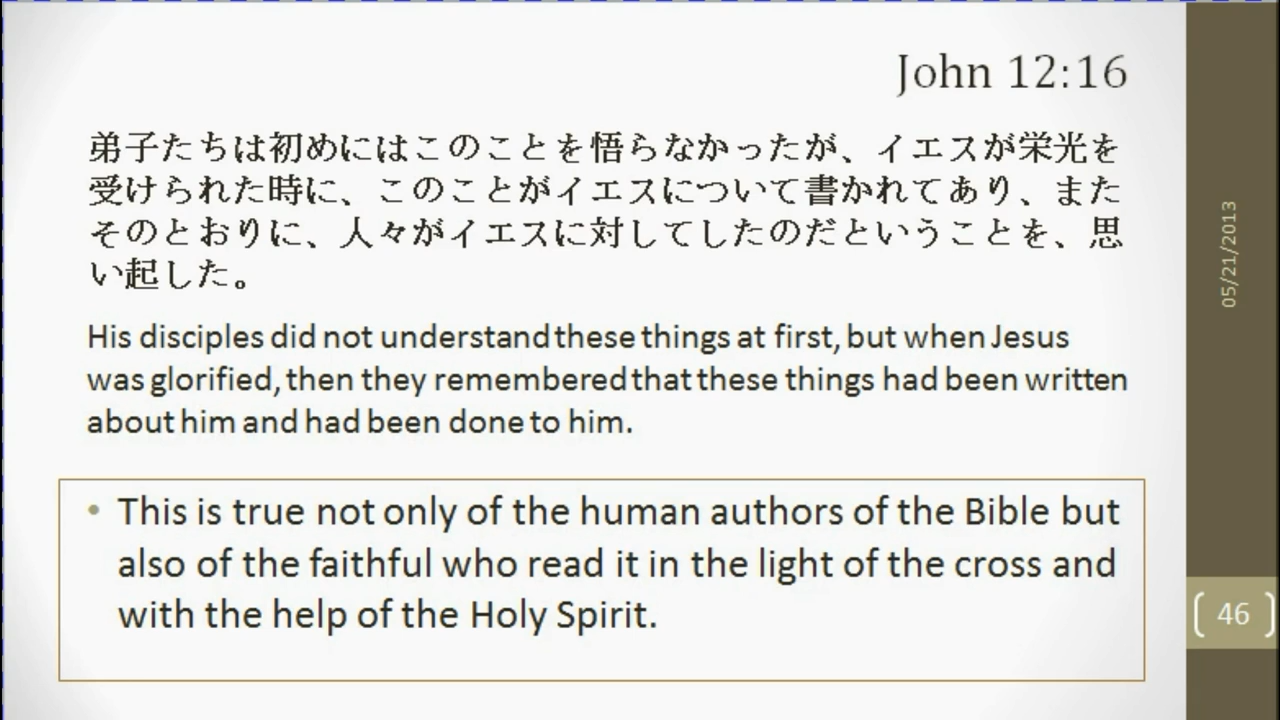 John 12:16
弟子たちは初めにはこのことを悟らなかったが、イエスが栄光を
受けられた時に、このことがイエスについて書かれてあり、また
そのとおりに、人々がイエスに対してしたのだということを、思
い起した。
His disciples did not understand these things at first, but when Jesus
was glorified, then they remembered that these things had been written
about him and had been done to him.
• This is true not only of the human authors of the Bible but
also of the faithful who read it in the light of the cross and
with the help of the Holy Spirit.
05/21/2013
46